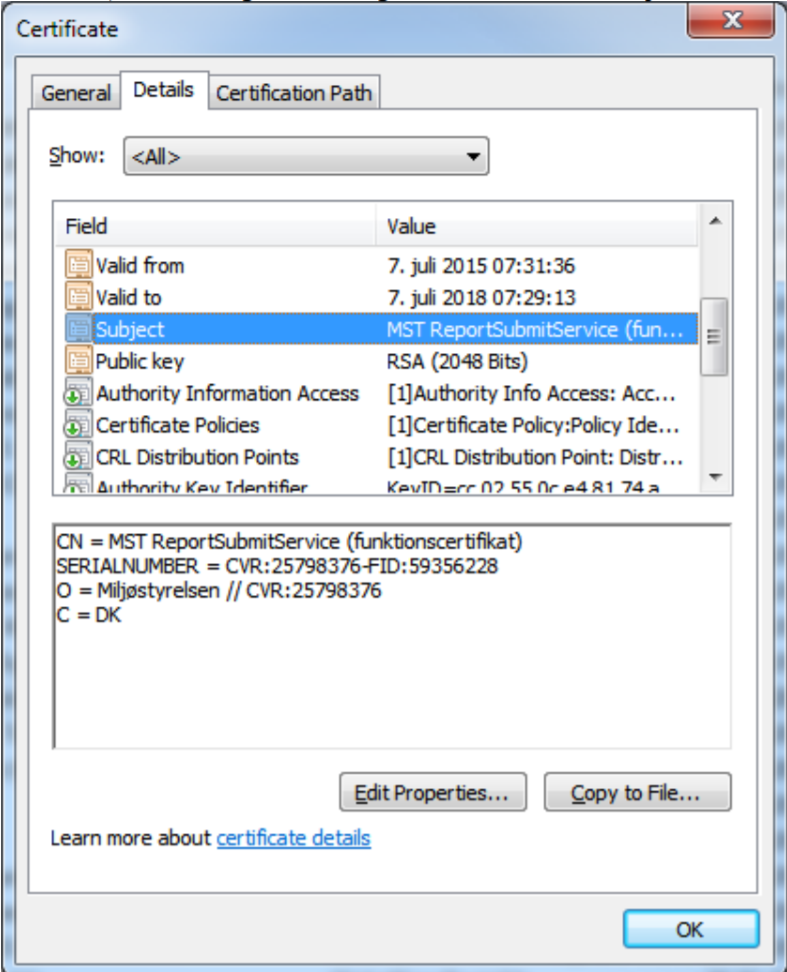 Certificate
General Details Certification Path
Show: <All>
Field Value
Valid from 7. juli 2015 07:31:36
Valid to 7. juli 2018 07:29:13
Subject MST ReportSubmitService (fun...
Public key RSA (2048 Bits)
Authority Information Access [1]Authority Info Access: Acc...
Certificate Policies [1]Certificate Policy:Policy Ide...
CRL Distribution Points [1]CRL Distribution Point: Distr...
Authority Key Identifier KeyID=cc 02 55 0c e4 81 74 a
CN = MST ReportSubmitService (funktionscertifikat)
SERIALNUMBER = CVR:25798376-FID:59356228
O = Miljøstyrelsen // CVR:25798376
C = DK
Edit Properties... Copy to File...
Learn more about certificate details
OK